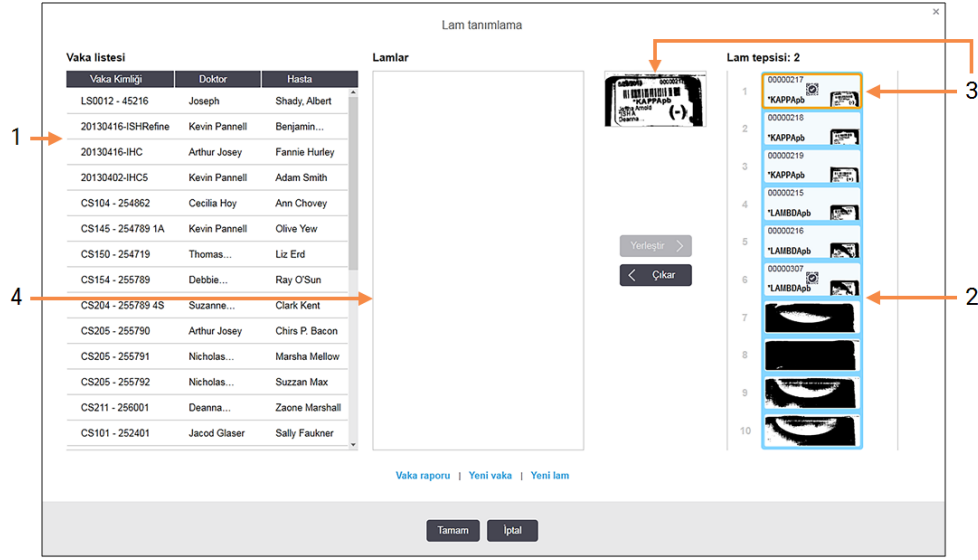 Lam tanımlama
×
Vaka listesi
Vaka Kimliği Doktor Hasta
LS0012 - 45216 Joseph Shady, Albert
20130416-ISHRefine Kevin Pannell Benjamin...
20130416-IHC Arthur Josey Fannie Hurley
20130402-IHC5 Kevin Pannell Adam Smith
CS104 - 254862 Cecilia Hoy Ann Chovey
CS145 - 254789 1A Kevin Pannell Olive Yew
CS150 - 254719 Thomas... Liz Erd
CS154 - 255789 Debbie... Ray O'Sun
CS204 - 255789 4S Suzanne... Clark Kent
CS205 - 255790 Arthur Josey Chirs P. Bacon
CS205 - 255791 Nicholas... Marsha Mellow
CS205 - 255792 Nicholas... Suzzan Max
CS211 - 256001 Deanna... Zaone Marshall
CS101 - 252401 Jacod Glaser Sally Faukner
Lamlar
*KAPPApb
Jeffha Arnold
Deanna...
(-)
Yerleştir >
< Çıkar
Lam tepsisi: 2
1 00000217
*KAPPApb
2 00000218
*KAPPApb
3 00000219
*KAPPApb
4 00000215
*LAMBDApb
5 00000216
*LAMBDApb
6 00000307
*LAMBDApb
7
8
9
10
Vaka raporu | Yeni vaka | Yeni lam
Tamam İptal
1
4
3
2